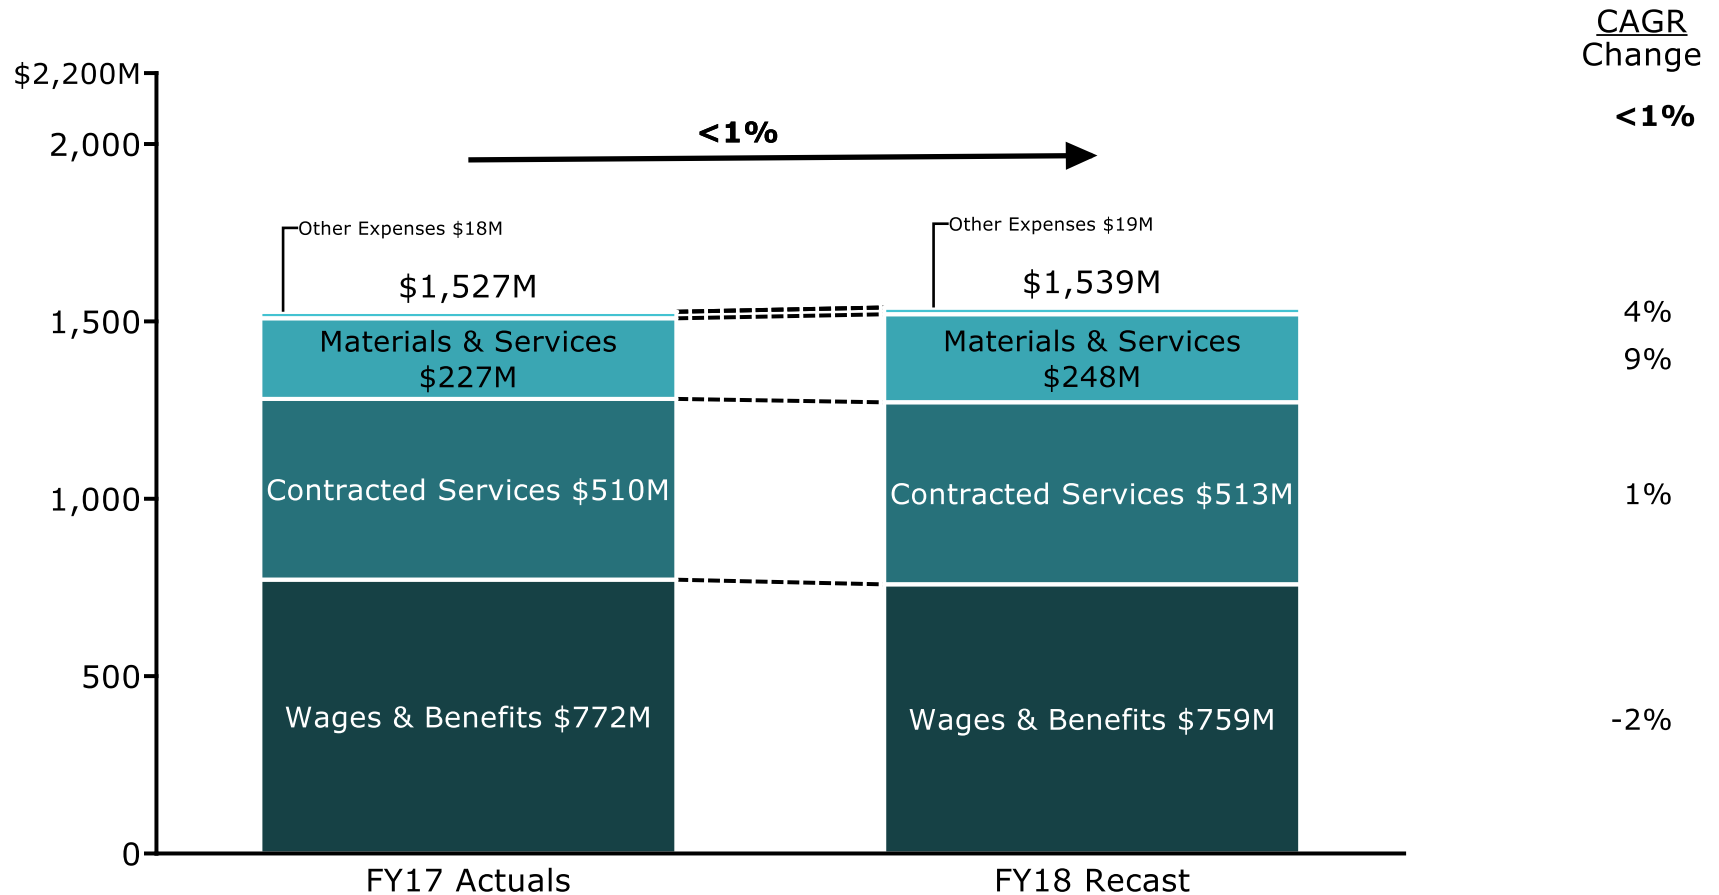 CAGR
Change
$2,200M
<1%
<1%
2,000
Other Expenses $18M
Other Expenses $19M
$1,527M
$1,539M
1,500
4%
Materials & Services
$227M
Materials & Services
$248M
9%
1,000
Contracted Services $510M
Contracted Services $513M
1%
500
Wages & Benefits $772M
Wages & Benefits $759M
-2%
0
FY17 Actuals
FY18 Recast